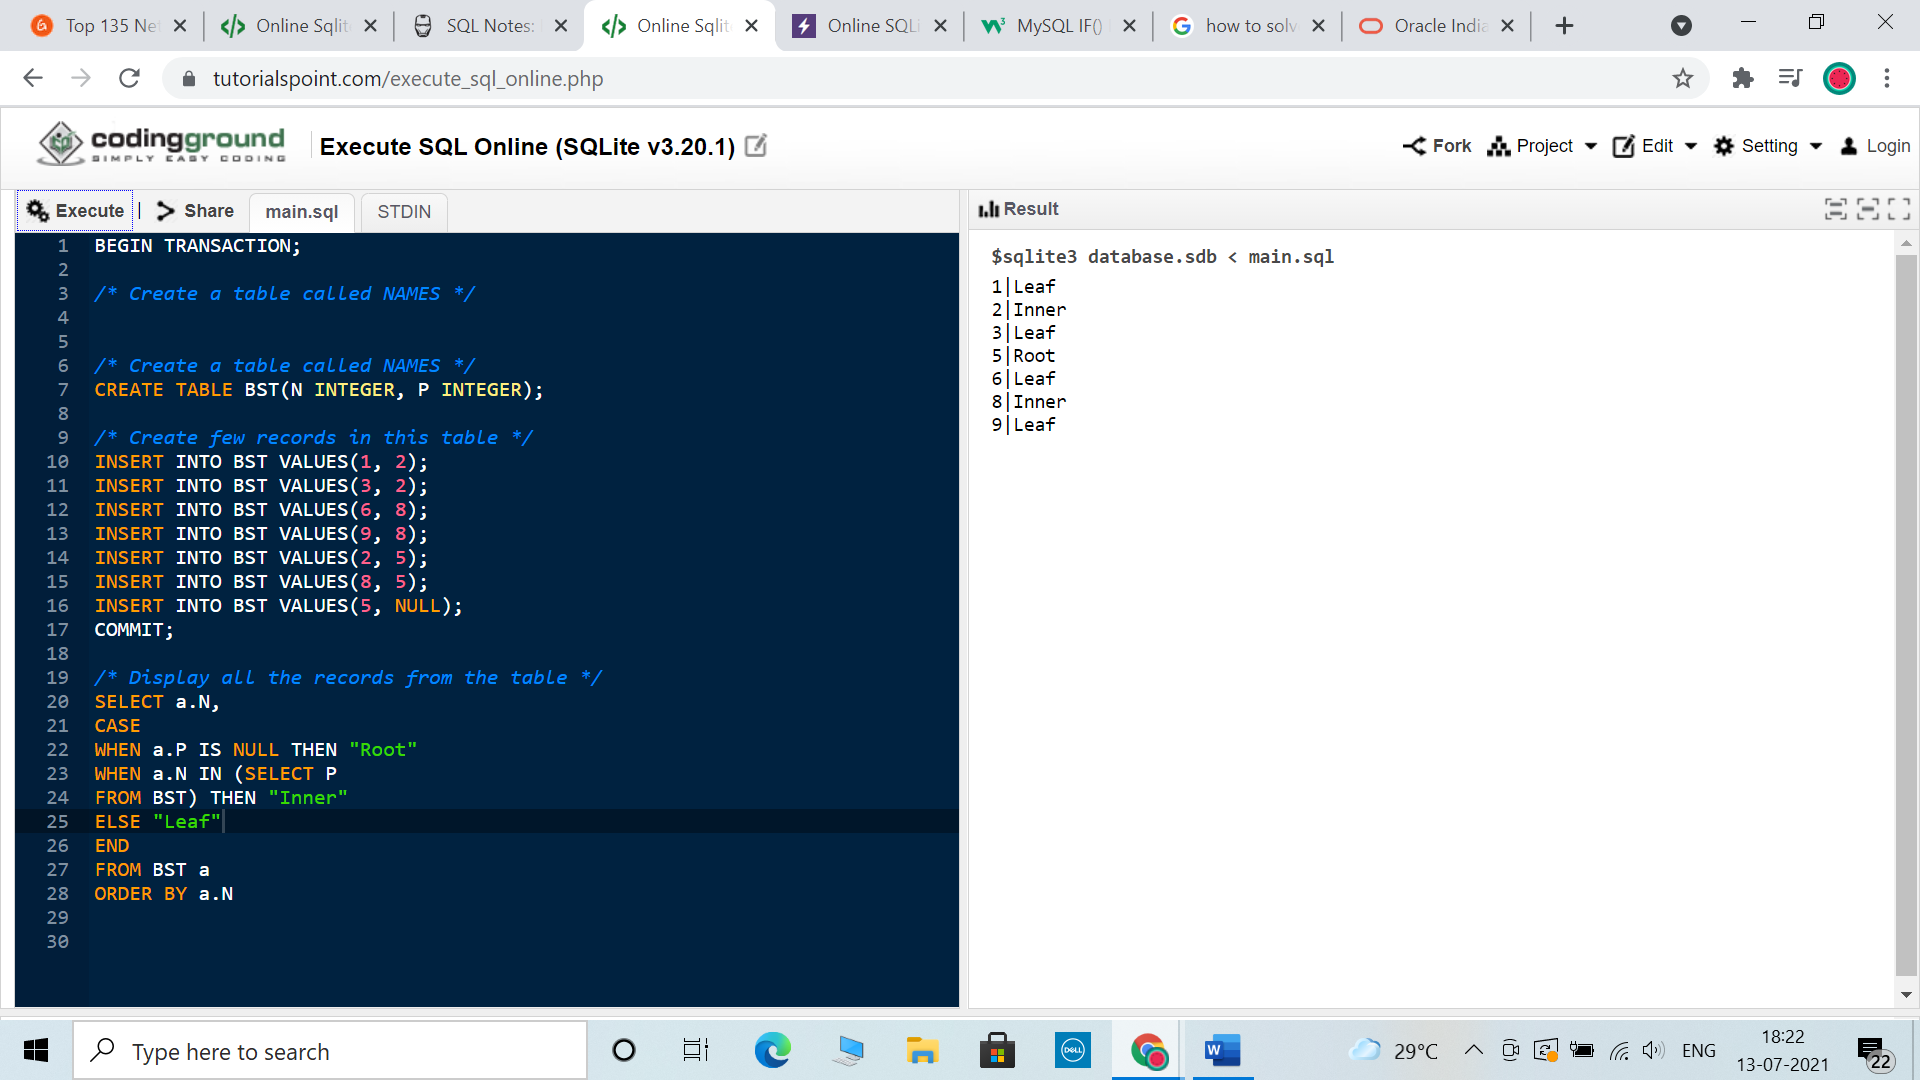 Top 135 Net
Online Sqlit
SQL Notes:
Online Sqlit
Online SQLi
MySQL IF()
how to solv
Oracle India
tutorialspoint.com/execute_sql_online.php
codingground
SIMPLY EASY CODING
Execute SQL Online (SQLite v3.20.1)
Fork
Project
Edit
Setting
Login
Execute | Share
main.sql
STDIN
1 BEGIN TRANSACTION;
2
3 /* Create a table called NAMES */
4
5
6 /* Create a table called NAMES */
7 CREATE TABLE BST(N INTEGER, P INTEGER);
8
9 /* Create few records in this table */
10 INSERT INTO BST VALUES(1, 2);
11 INSERT INTO BST VALUES(3, 2);
12 INSERT INTO BST VALUES(6, 8);
13 INSERT INTO BST VALUES(9, 8);
14 INSERT INTO BST VALUES(2, 5);
15 INSERT INTO BST VALUES(8, 5);
16 INSERT INTO BST VALUES(5, NULL);
17 COMMIT;
18
19 /* Display all the records from the table */
20 SELECT a.N,
21 CASE
22 WHEN a.P IS NULL THEN "Root"
23 WHEN a.N IN (SELECT P
24 FROM BST) THEN "Inner"
25 ELSE "Leaf"
26 END
27 FROM BST a
28 ORDER BY a.N
29
30
Result
$sqlite3 database.sdb < main.sql
1|Leaf
2|Inner
3|Leaf
5|Root
6|Leaf
8|Inner
9|Leaf
Type here to search
DELL
W
29°C
ENG
18:22
13-07-2021
22